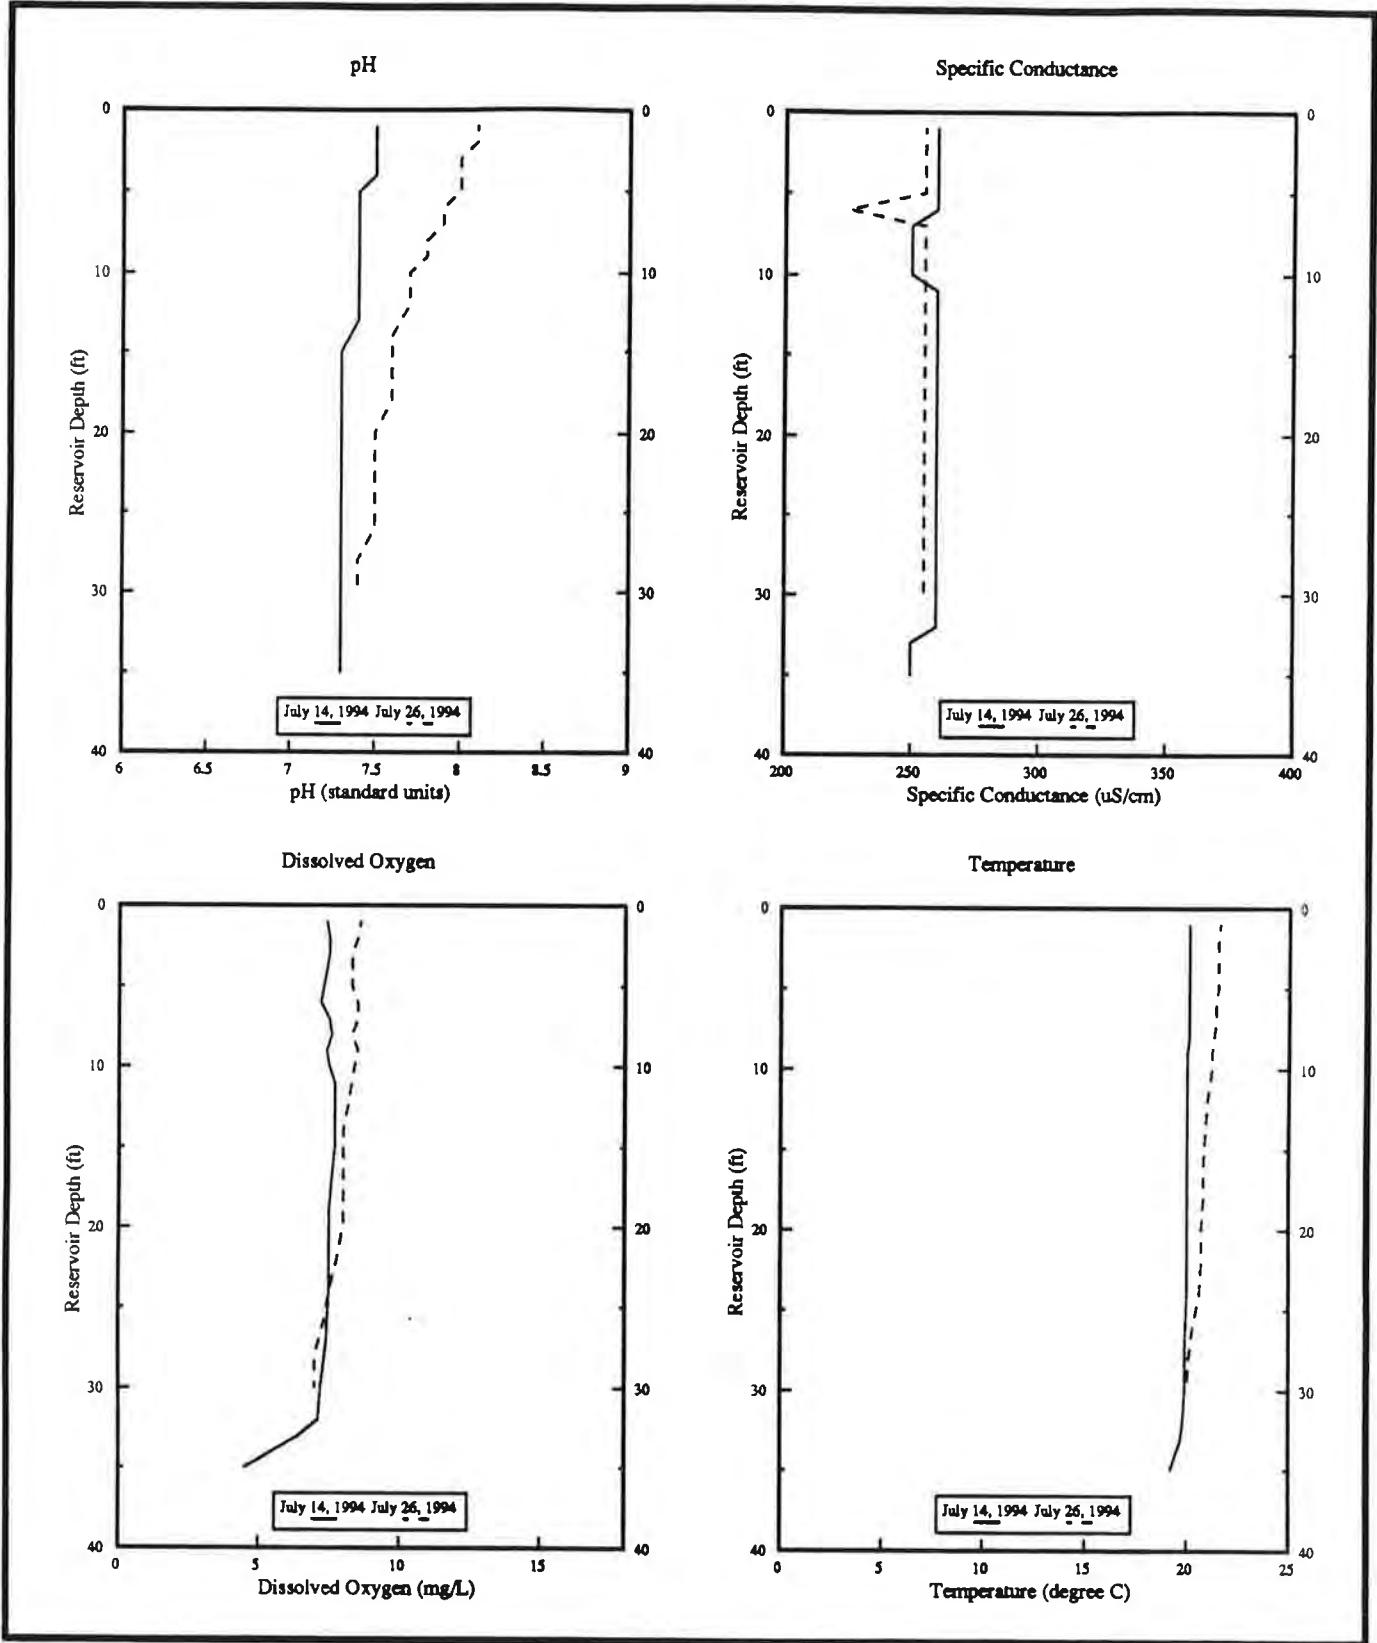 pH
0
10
20
30
40
0
10
20
30
40
Reservoir Depth (ft)
July 14, 1994 July 26, 1994
6 6.5 7 7.5 8 8.5 9
pH (standard units)
Specific Conductance
0
10
20
30
40
0
10
20
30
40
Reservoir Depth (ft)
July 14, 1994 July 26, 1994
200 250 300 350 400
Specific Conductance (uS/cm)
Dissolved Oxygen
0
10
20
30
40
0
10
20
30
40
Reservoir Depth (ft)
July 14, 1994 July 26, 1994
0 5 10 15
Dissolved Oxygen (mg/L)
Temperature
0
10
20
30
40
0
10
20
30
40
Reservoir Depth (ft)
July 14, 1994 July 26, 1994
0 5 10 15 20 25
Temperature (degree C)